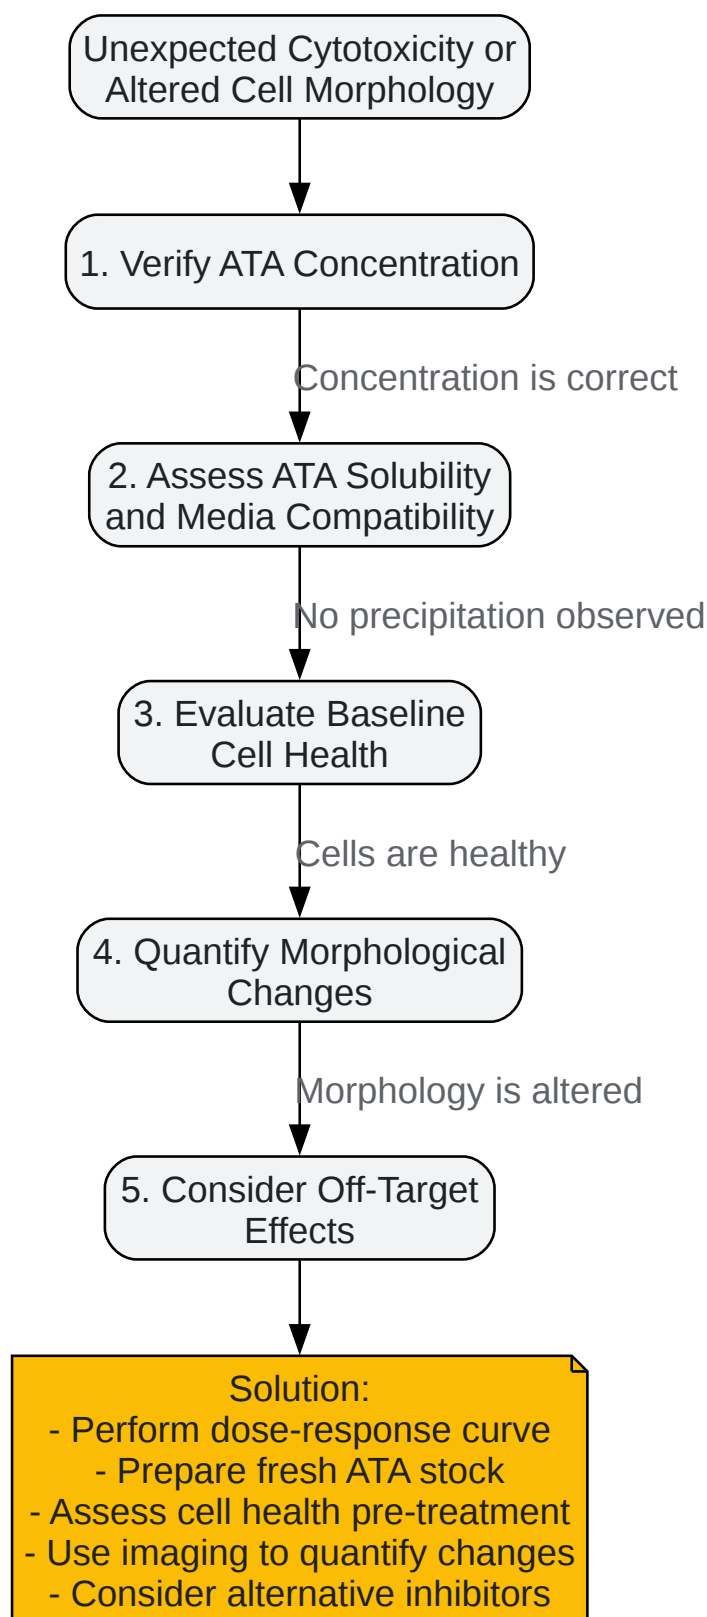 Unexpected Cytotoxicity or
Altered Cell Morphology
1. Verify ATA Concentration
Concentration is correct
2. Assess ATA Solubility
and Media Compatibility
No precipitation observed
3. Evaluate Baseline
Cell Health
Cells are healthy
4. Quantify Morphological
Changes
Morphology is altered
5. Consider Off-Target
Effects
Solution:
- Perform dose-response curve
- Prepare fresh ATA stock
- Assess cell health pre-treatment
- Use imaging to quantify changes
- Consider alternative inhibitors